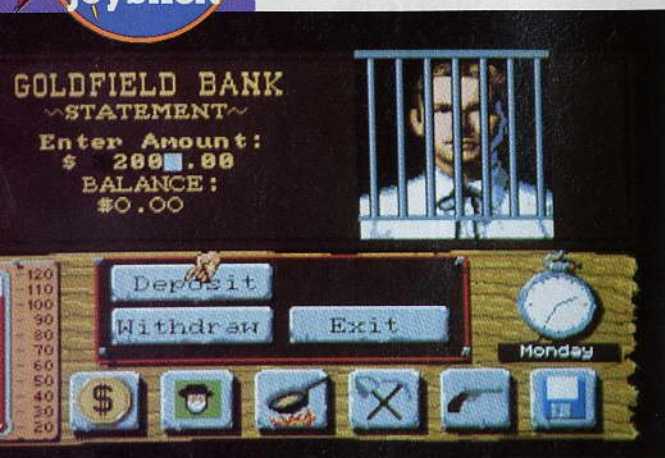 joystick
GOLDFIELD BANK
~STATEMENT~
Enter Amount:
$ 200 .00
BALANCE:
$0.00
120
110
100
90
80
70
60
50
40
30
20
Deposit
Withdraw
Exit
Monday
$